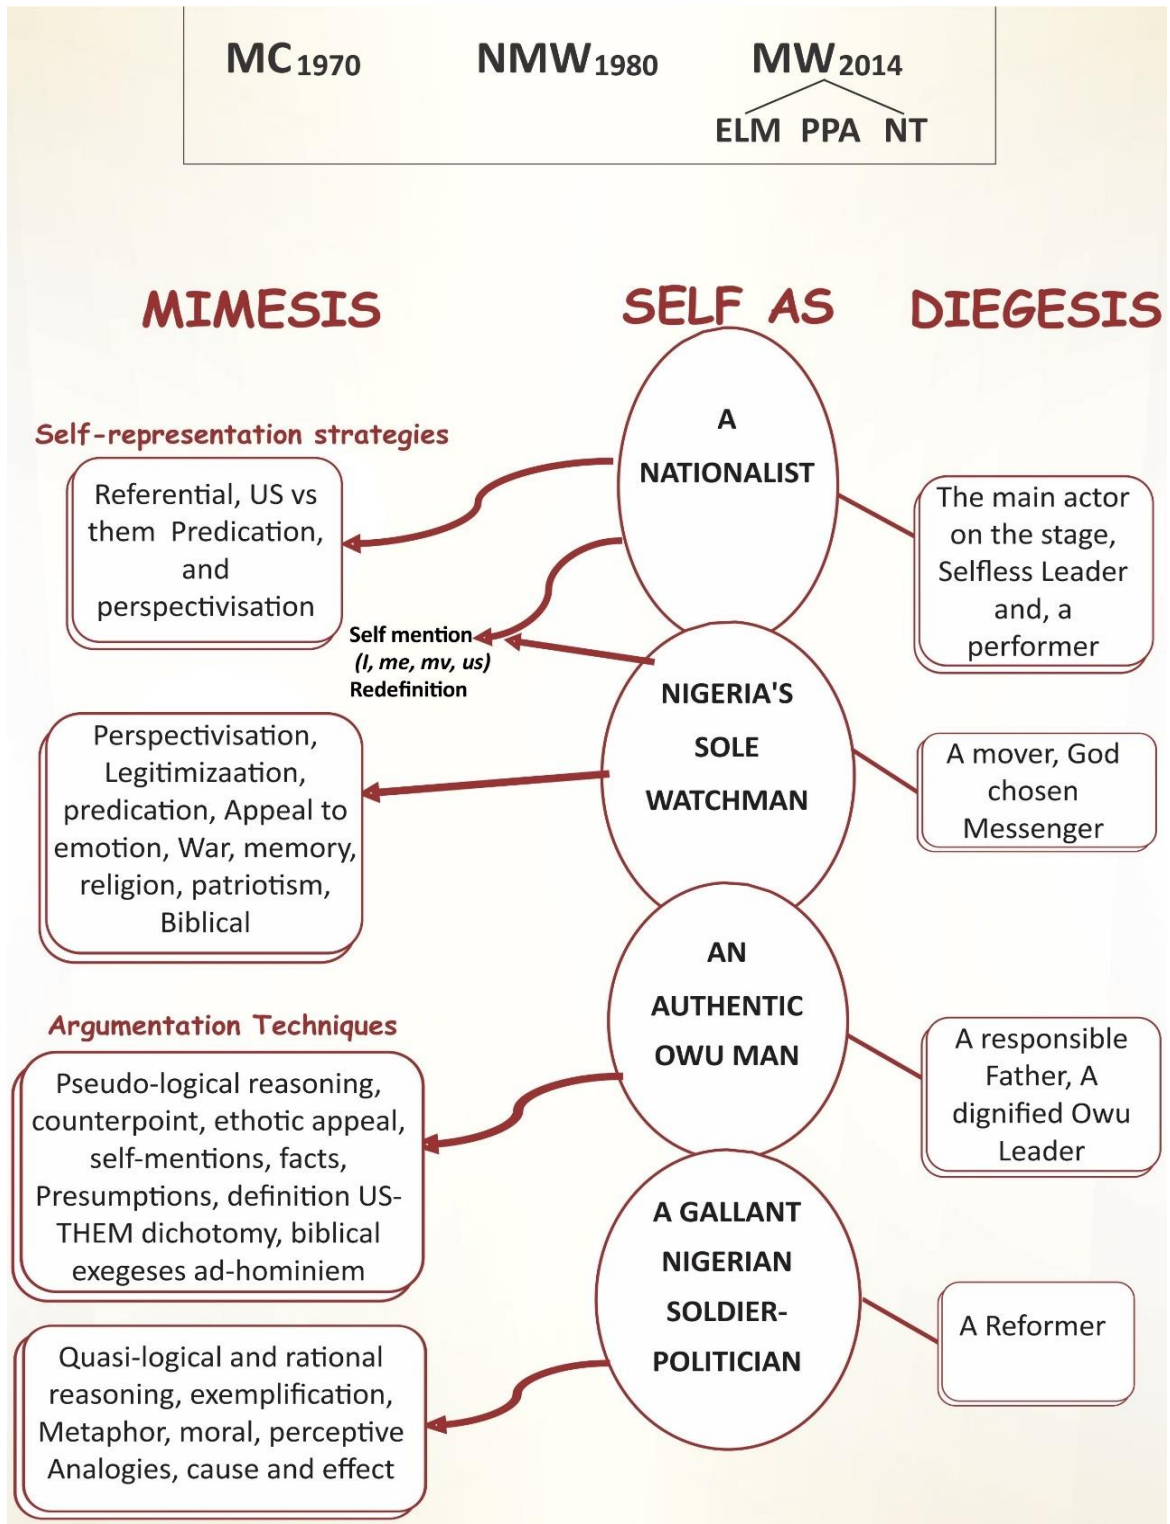 MC1970 NMW1980 MW2014
ELM PPA NT
MIMESIS SELF AS DIEGESIS
Self-representation strategies
Referential, US vs
them Predication,
and
perspectivisation
A
NATIONALIST
The main actor
on the stage,
Selfless Leader
and, a
performer
Self mention
(I, me, mv, us)
Redefinition
Perspectivisation,
Legitimizaation,
predication, Appeal to
emotion, War, memory,
religion, patriotism,
Biblical
NIGERIA'S
SOLE
WATCHMAN
A mover, God
chosen
Messenger
Argumentation Techniques
Pseudo-logical reasoning,
counterpoint, ethotic appeal,
self-mentions, facts,
Presumptions, definition US-
THEM dichotomy, biblical
exegeses ad-hominiem
AN
AUTHENTIC
OWU MAN
A responsible
Father, A
dignified Owu
Leader
Quasi-logical and rational
reasoning, exemplification,
Metaphor, moral, perceptive
Analogies, cause and effect
A GALLANT
NIGERIAN
SOLDIER-
POLITICIAN
A Reformer